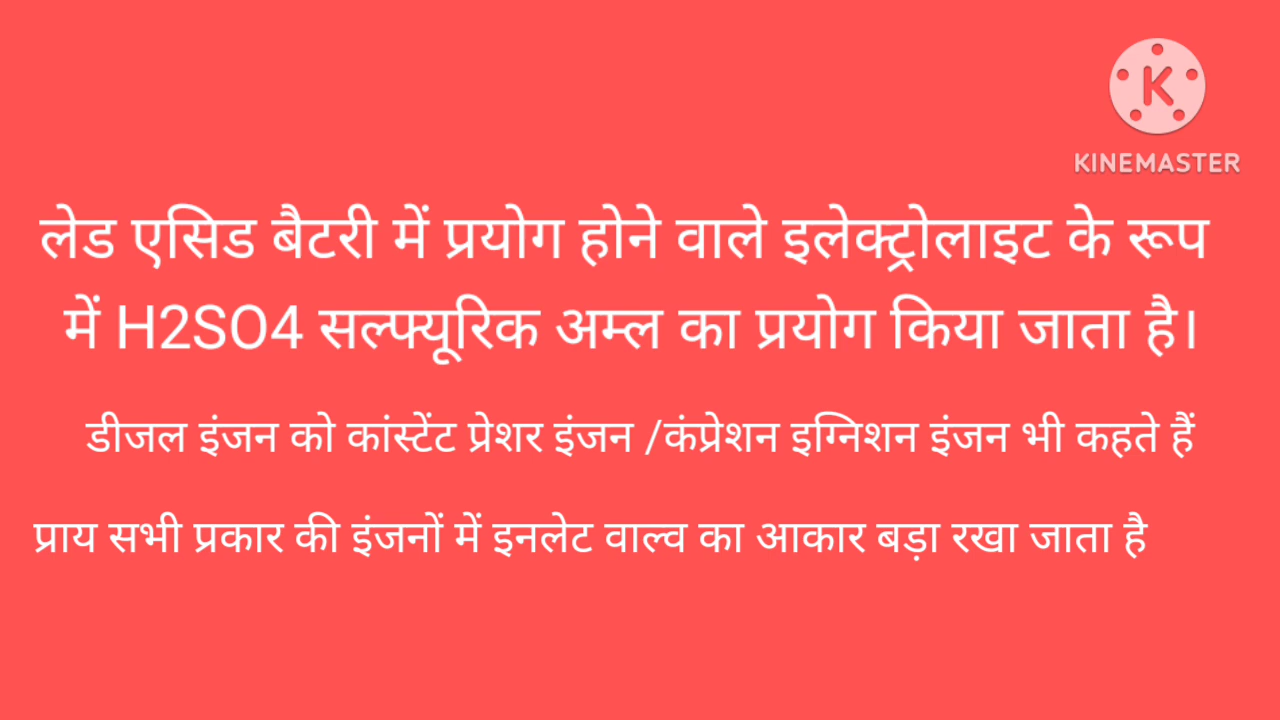 K
KINEMASTER
लेड एसिड बैटरी में प्रयोग होने वाले इलेक्ट्रोलाइट के रूप
में H2SO4 सल्फ्यूरिक अम्ल का प्रयोग किया जाता है।
डीजल इंजन को कांस्टेंट प्रेशर इंजन /कंप्रेशन इग्निशन इंजन भी कहते हैं
प्राय सभी प्रकार की इंजनों में इनलेट वाल्व का आकार बड़ा रखा जाता है